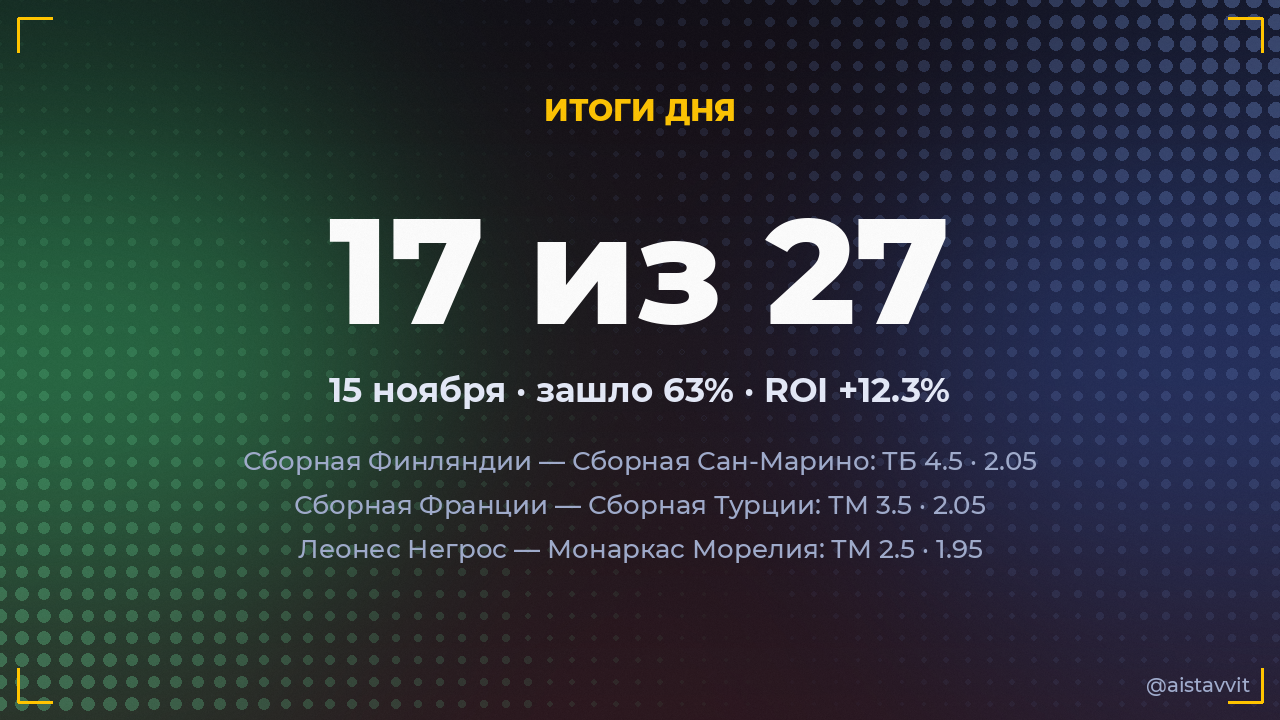 ИТОГИ ДНЯ
17 из 27
15 ноября · зашло 63% · ROI +12.3%
Сборная Финляндии — Сборная Сан-Марино: ТБ 4.5 · 2.05
Сборная Франции — Сборная Турции: ТМ 3.5 · 2.05
Леонес Негрос — Монаркас Морелия: ТМ 2.5 · 1.95
@aistavvit